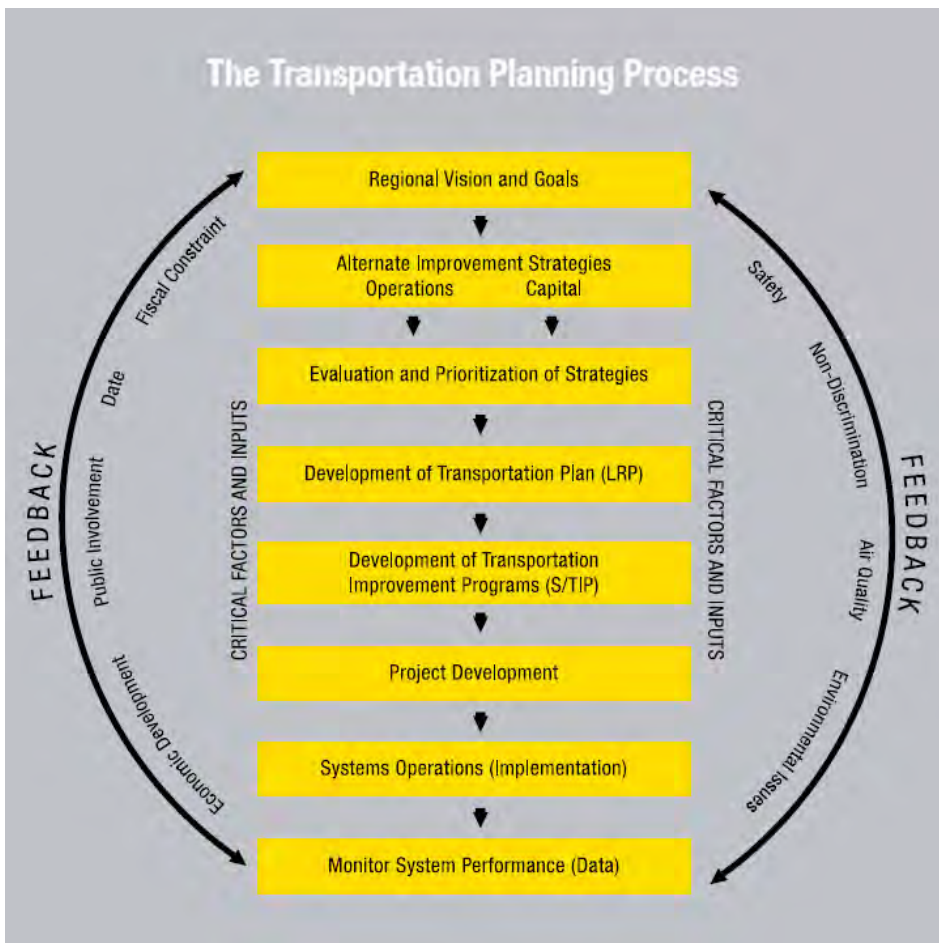 The Transportation Planning Process
Regional Vision and Goals
Alternate Improvement Strategies
Operations Capital
Evaluation and Prioritization of Strategies
Development of Transportation Plan (LRP)
Development of Transportation
Improvement Programs (S/TIP)
Project Development
Systems Operations (Implementation)
Monitor System Performance (Data)
FEEDBACK
Fiscal Constraint
Date
Public Involvement
Economic Development
CRITICAL FACTORS AND INPUTS
CRITICAL FACTORS AND INPUTS
Safety
Non-Discrimination
Air Quality
Environmental Issues
FEEDBACK